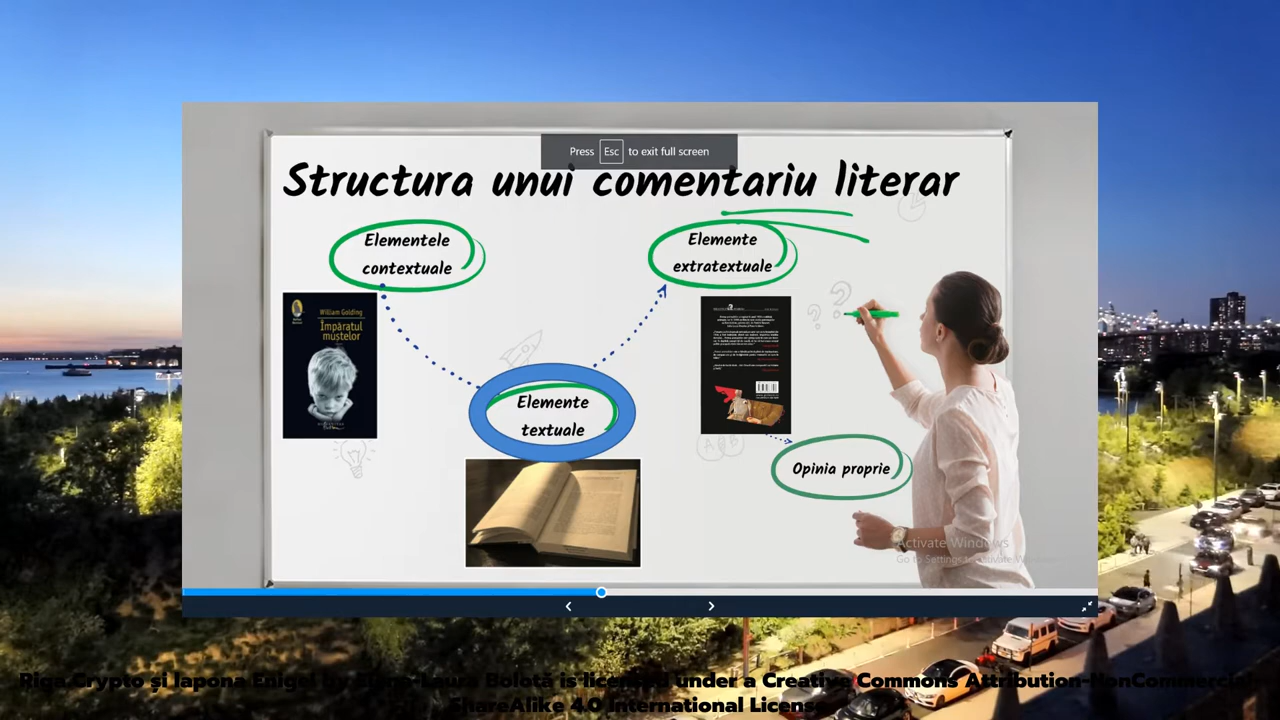 Press Esc to exit full screen
Structura unui comentariu literar
Elementele
contextuale
Elemente
extratextuale
William Golding
Împăratul
muștelor
Elemente
textuale
Opinia proprie
Activate Windows
Go to Settings to activate Windows.
Riga Crypto și lapona Enigel by Laura Bolotă is licensed under a Creative Commons Attribution-NonCommercial-
ShareAlike 4.0 International License